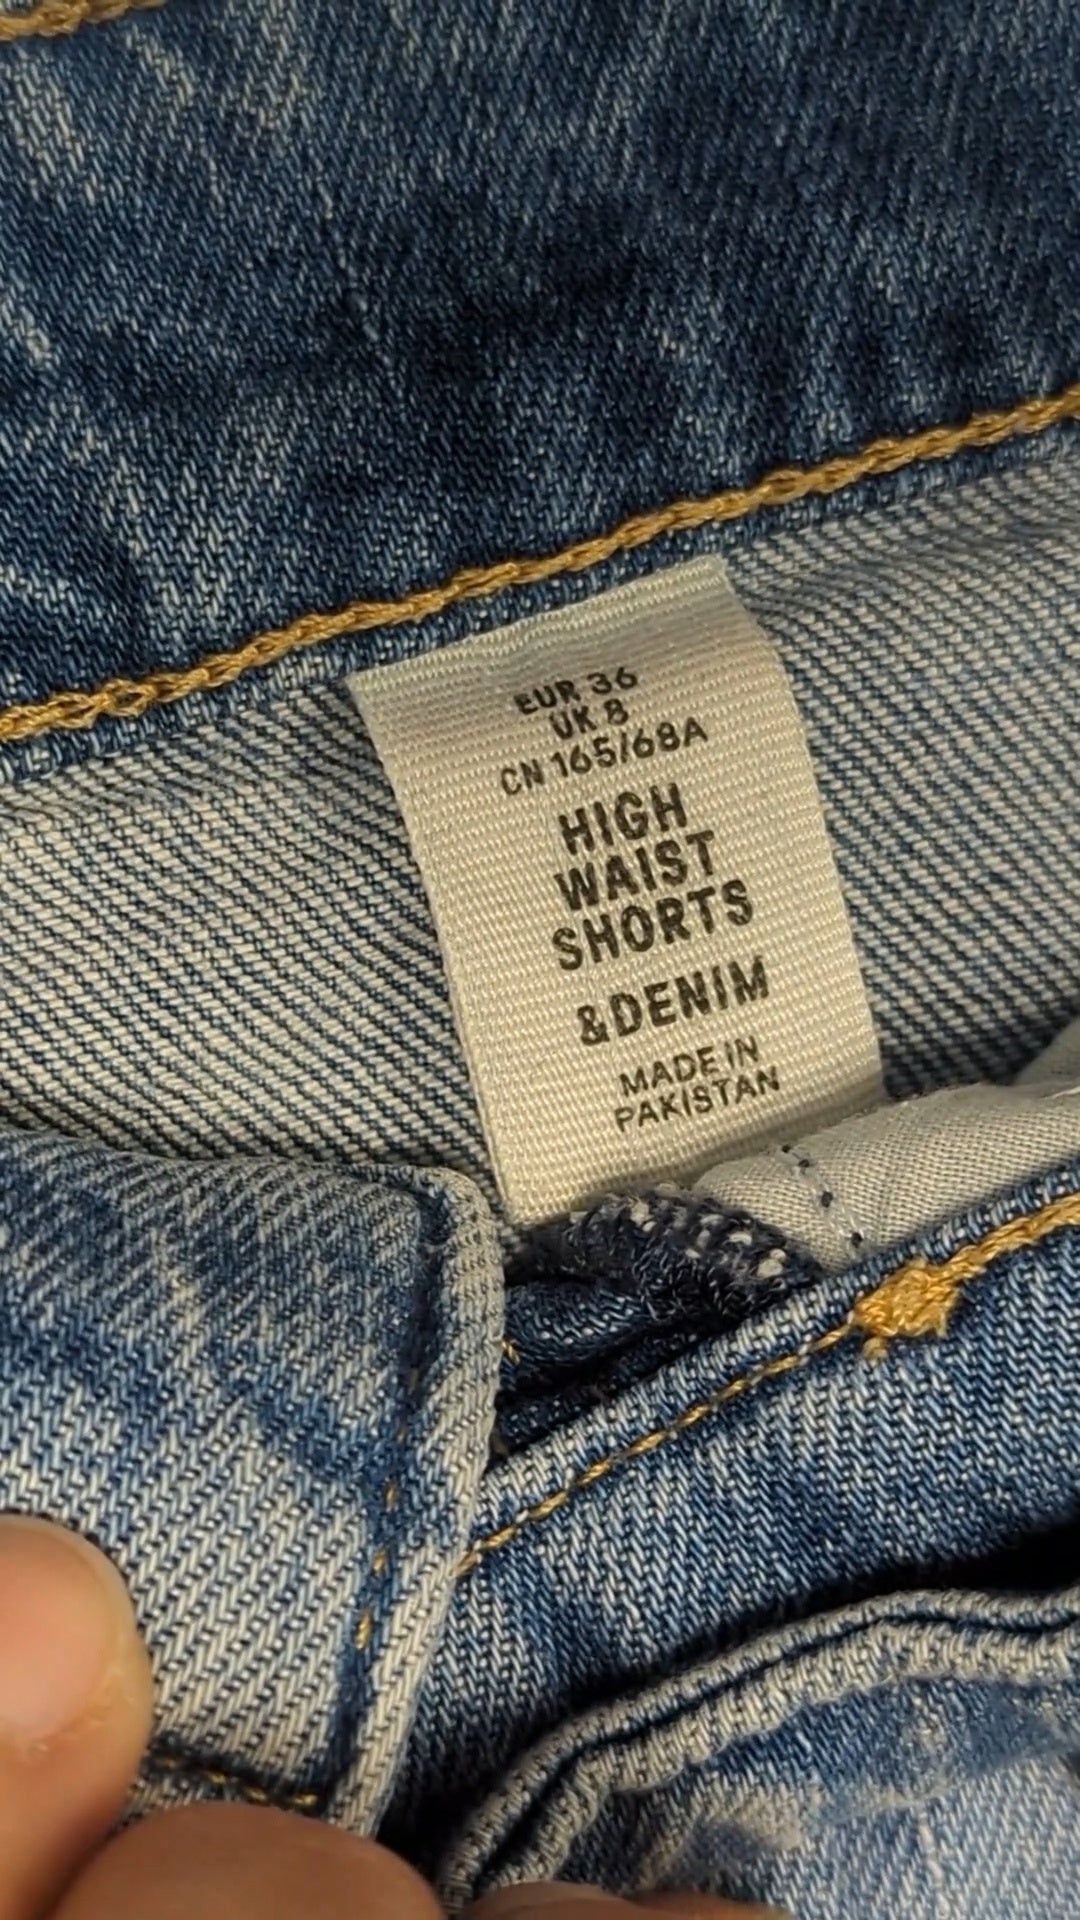 EUR 36
UK 8
CN 165/68A
HIGH
WAIST
SHORTS
&DENIM
MADE IN
PAKISTAN